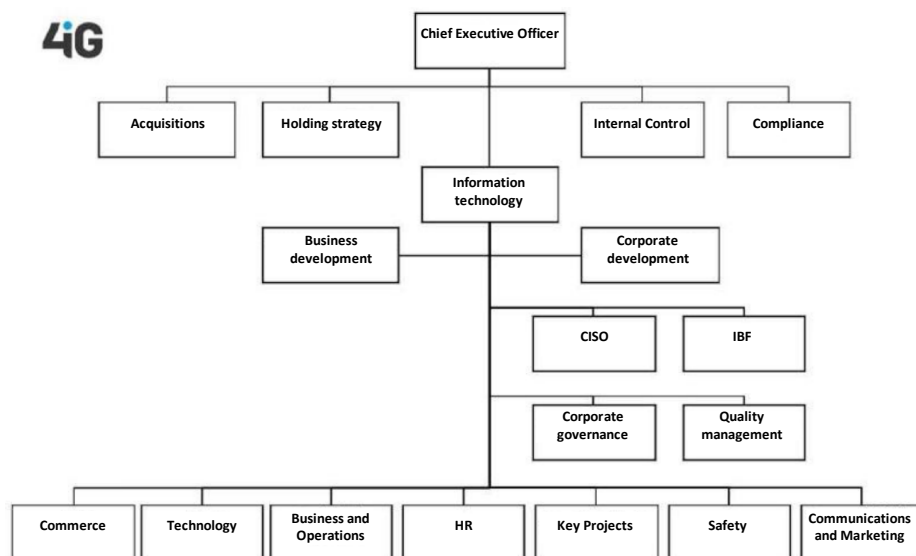 4iG
Chief Executive Officer
Acquisitions
Holding strategy
Internal Control
Compliance
Information
technology
Business
development
Corporate
development
CISO
IBF
Corporate
governance
Quality
management
Commerce
Technology
Business and
Operations
HR
Key Projects
Safety
Communications
and Marketing